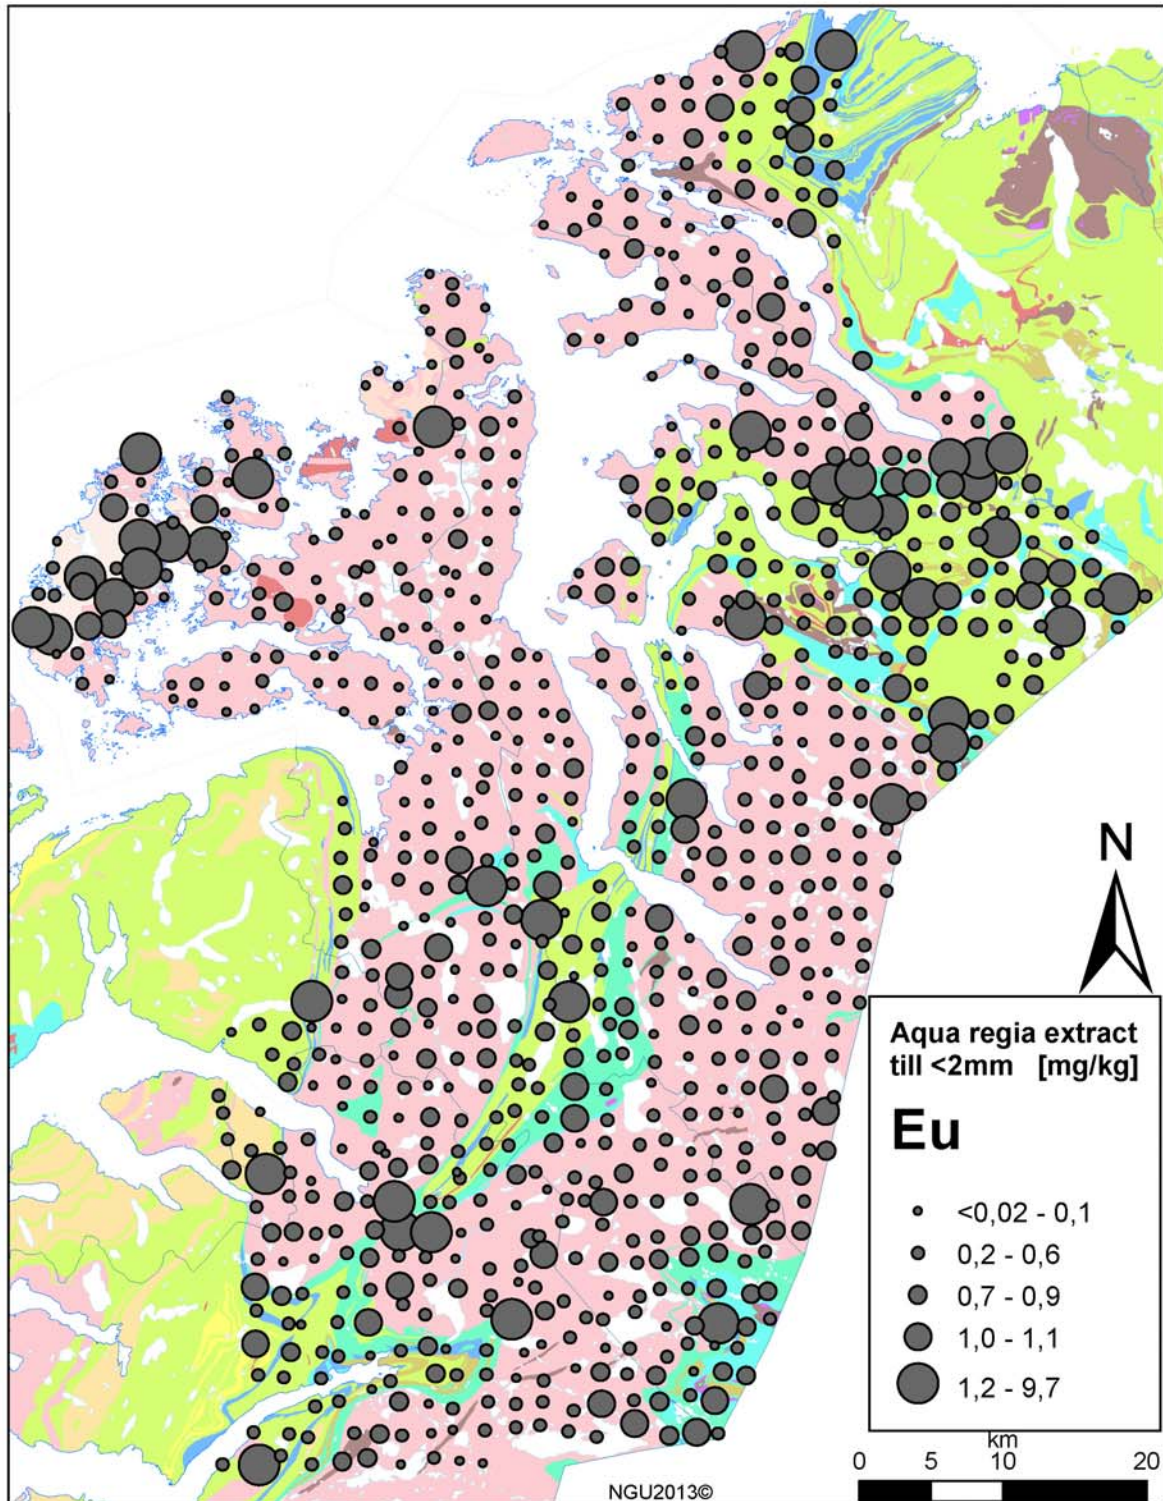 N
Aqua regia extract
till <2mm [mg/kg]
Eu
<0,02 - 0,1
0,2 - 0,6
0,7 - 0,9
1,0 - 1,1
1,2 - 9,7
km
0 5 10 20
NGU2013©